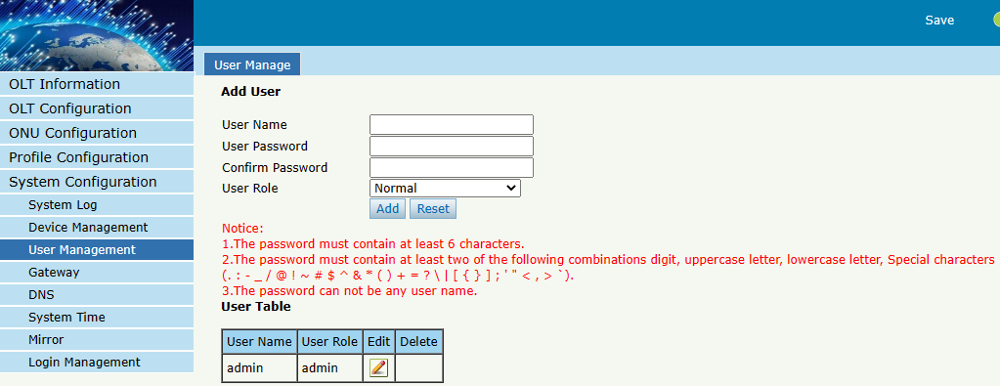 Save
User Manage
OLT Information
OLT Configuration
ONU Configuration
Profile Configuration
System Configuration
System Log
Device Management
User Management
Gateway
DNS
System Time
Mirror
Login Management
Add User
User Name
User Password
Confirm Password
User Role Normal
Add Reset
Notice:
1.The password must contain at least 6 characters.
2.The password must contain at least two of the following combinations digit, uppercase letter, lowercase letter, Special characters
(. : - _ / @ ! ~ # $ ^ & * ( ) + = ? \ | [ { } ] ; ' " < , > `).
3.The password can not be any user name.
User Table
User Name User Role Edit Delete
admin admin